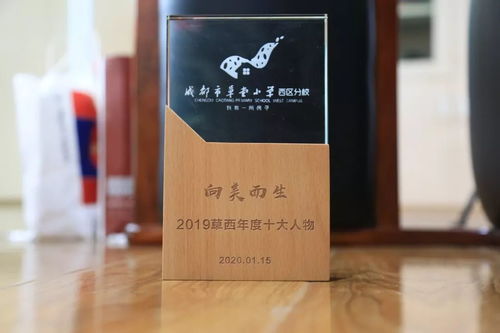 成都市草堂小学西区分校
CHENGDU CAOTANG PRIMARY SCHOOL WEST CAMPUS
向美而生
2019草西年度十大人物
2020.01.15